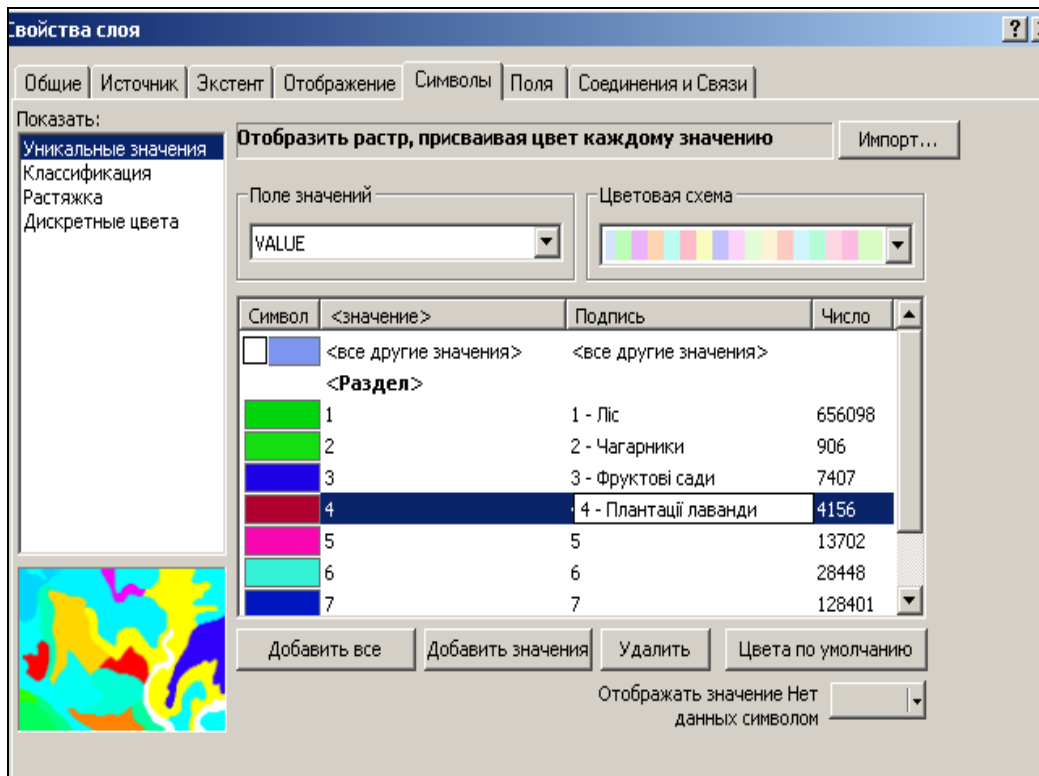 Свойства слоя ?
Общие Источник Экстент Отображение Символы Поля Соединения и Связи
Показать:
Уникальные значения
Классификация
Растяжка
Дискретные цвета
Отобразить растр, присваивая цвет каждому значению Импорт...
Поле значений Цветовая схема
VALUE
Символ <значение> Подпись Число
<все другие значения> <все другие значения>
<Раздел>
1 1 - Ліс 656098
2 2 - Чагарники 906
3 3 - Фруктові сади 7407
4 4 - Плантації лаванди 4156
5 5 13702
6 6 28448
7 7 128401
Добавить все Добавить значения Удалить Цвета по умолчанию
Отображать значение Нет
данных символом